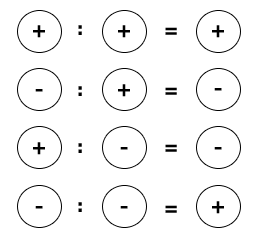 + : + = +
- : + = -
+ : - = -
- : - = +